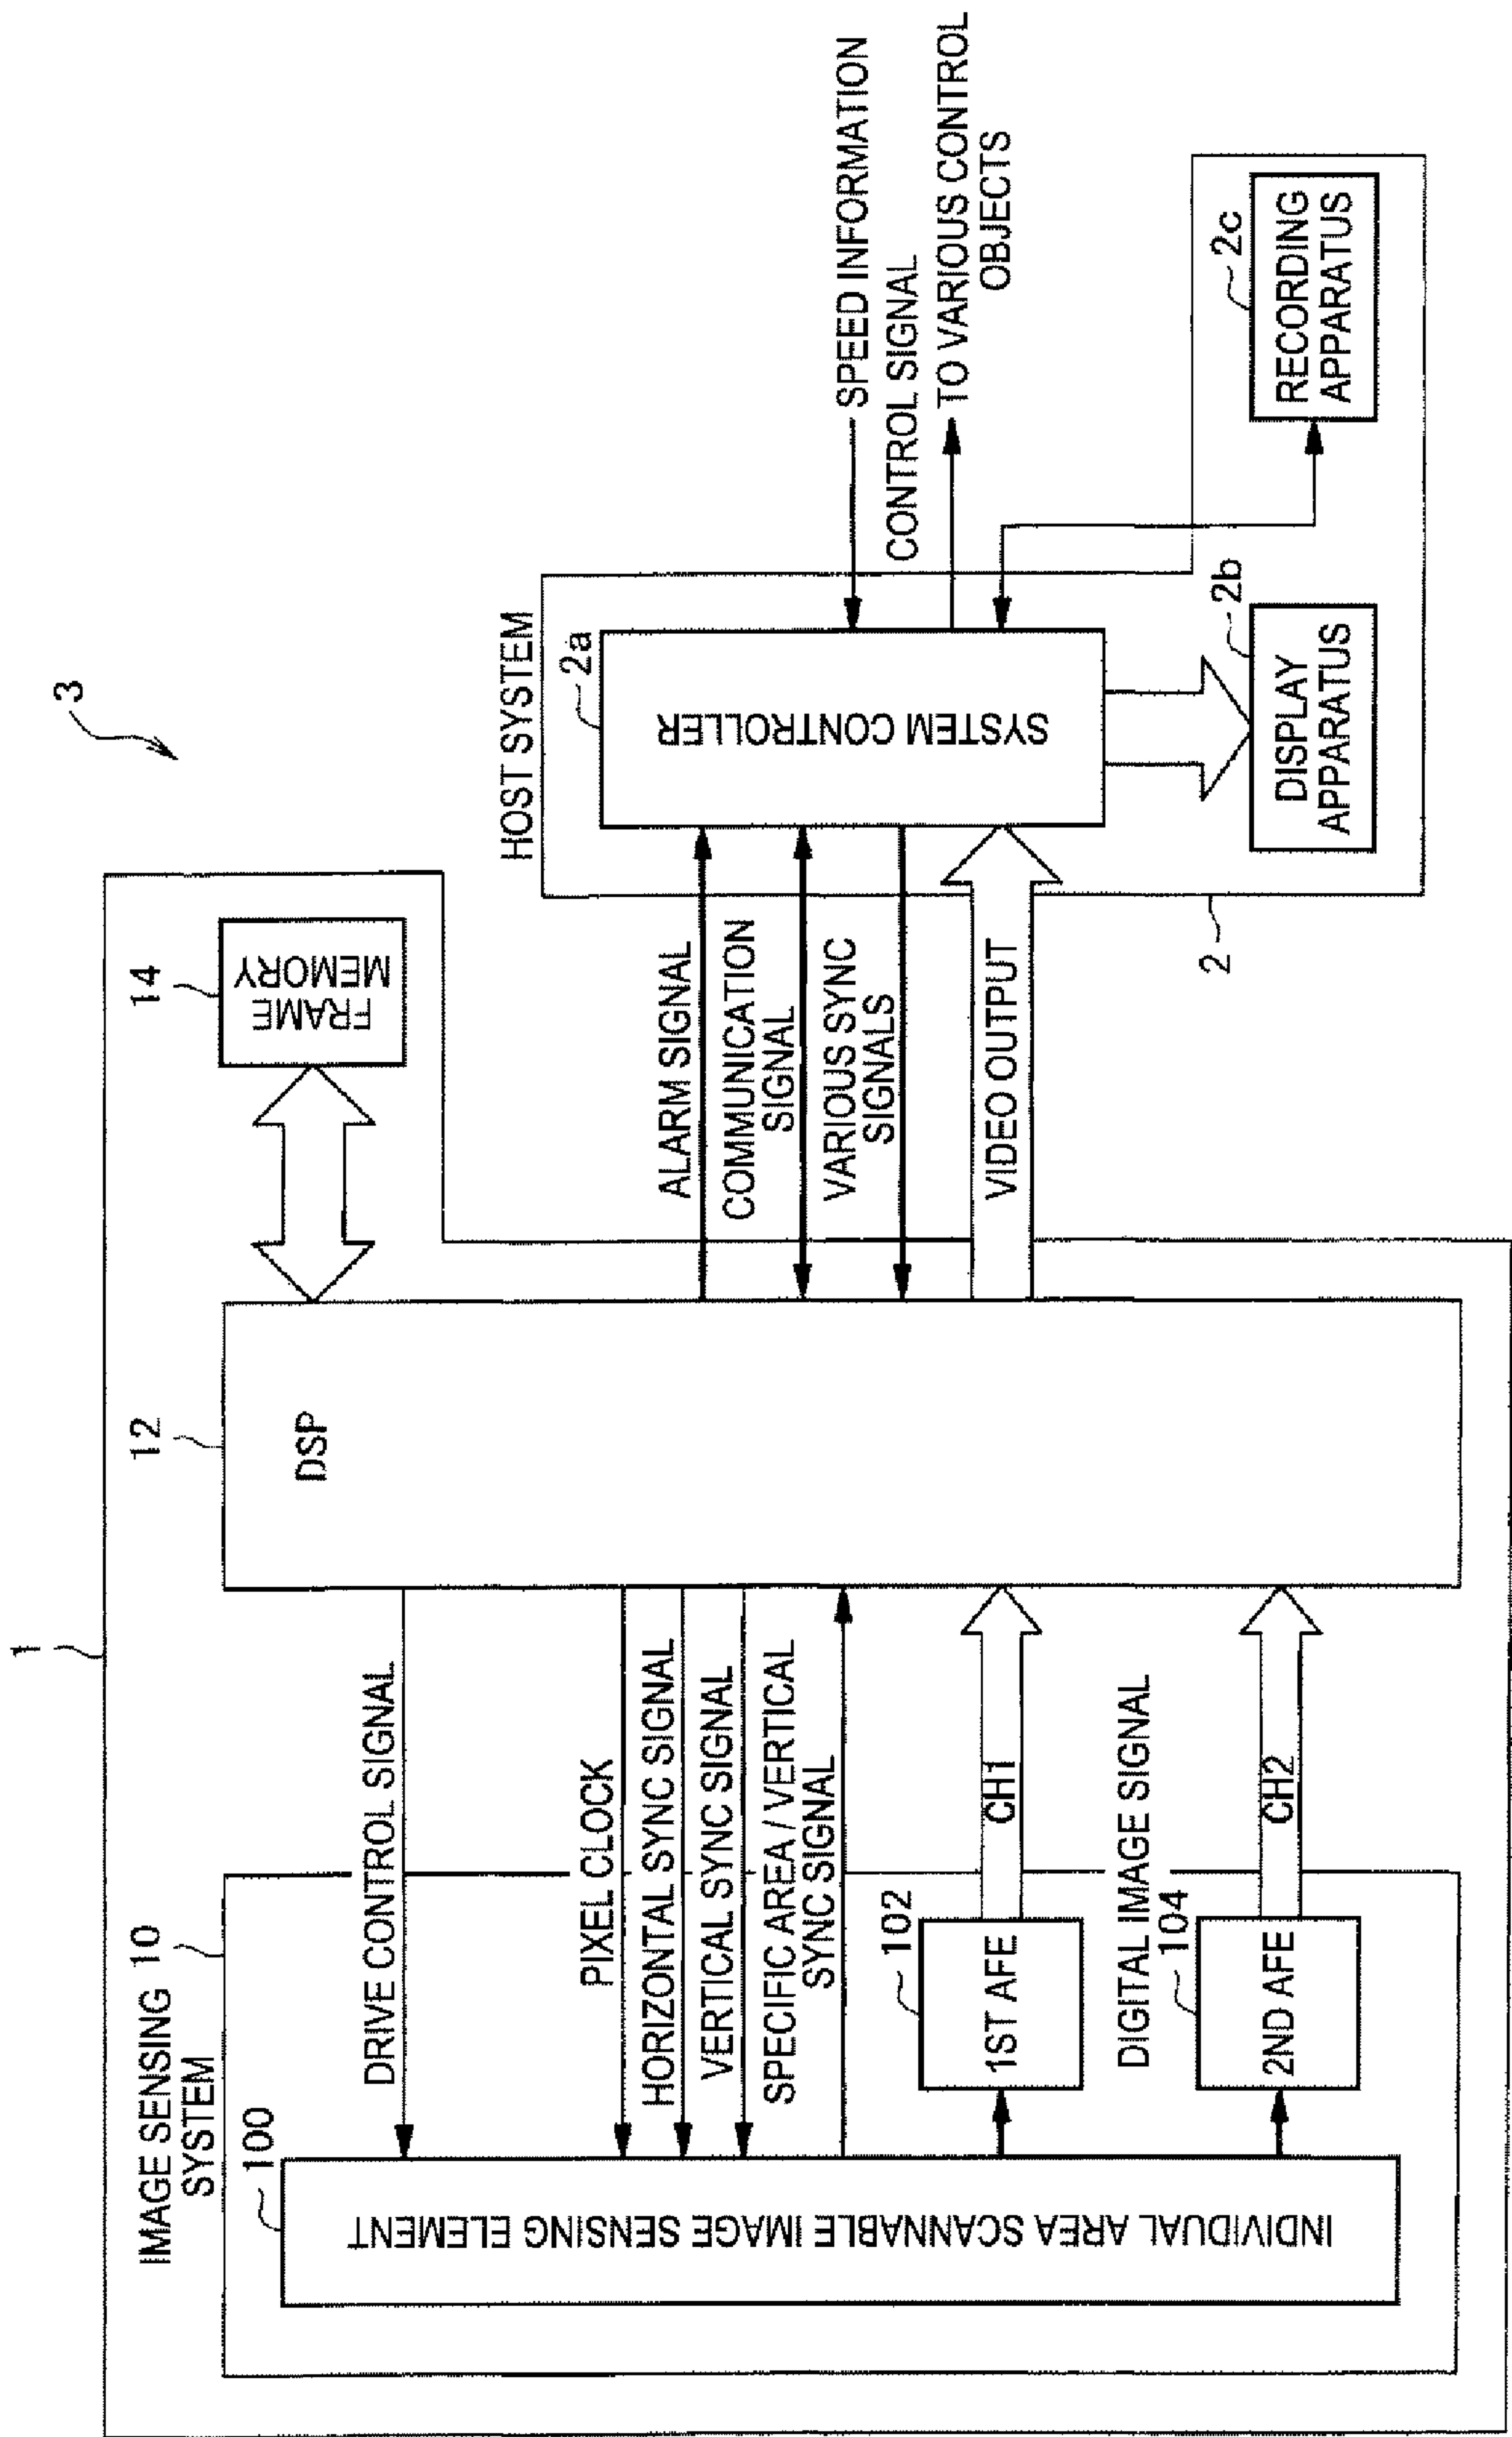 3
1
IMAGE SENSING
SYSTEM
10
100
INDIVIDUAL AREA SCANNABLE IMAGE SENSING ELEMENT
DRIVE CONTROL SIGNAL
PIXEL CLOCK
HORIZONTAL SYNC SIGNAL
VERTICAL SYNC SIGNAL
SPECIFIC AREA / VERTICAL
SYNC SIGNAL
102
1ST AFE
CH1
DIGITAL IMAGE SIGNAL
104
2ND AFE
CH2
12
DSP
14
FRAME
MEMORY
ALARM SIGNAL
COMMUNICATION
SIGNAL
VARIOUS SYNC
SIGNALS
VIDEO OUTPUT
HOST SYSTEM
2
2a
SYSTEM CONTROLLER
2b
DISPLAY
APPARATUS
SPEED INFORMATION
CONTROL SIGNAL
TO VARIOUS CONTROL
OBJECTS
2c
RECORDING
APPARATUS